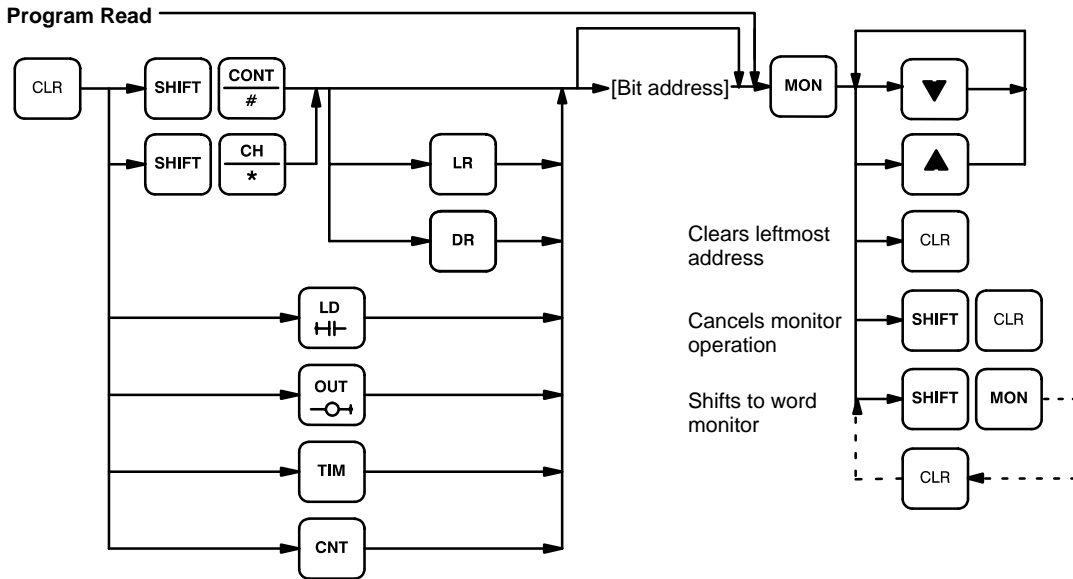 Program Read
CLR
SHIFT
CONT
#
[Bit address]
MON
▼
SHIFT
CH
*
LR
▲
DR
Clears leftmost
address
CLR
LD
Cancels monitor
operation
SHIFT
CLR
OUT
Shifts to word
monitor
SHIFT
MON
TIM
CLR
CNT